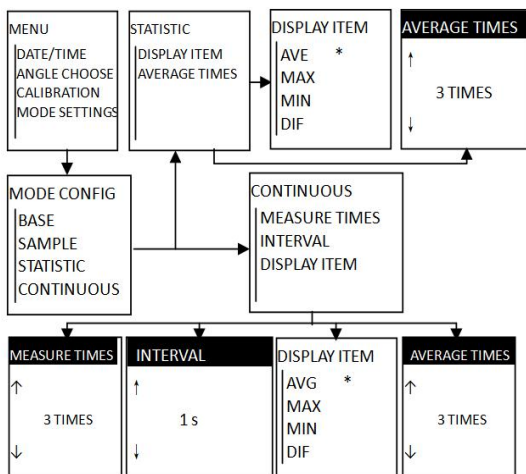 MENU
DATE/TIME
ANGLE CHOOSE
CALIBRATION
MODE SETTINGS
STATISTIC
DISPLAY ITEM
AVERAGE TIMES
DISPLAY ITEM
AVE *
MAX
MIN
DIF
AVERAGE TIMES
↑
3 TIMES
↓
MODE CONFIG
BASE
SAMPLE
STATISTIC
CONTINUOUS
CONTINUOUS
MEASURE TIMES
INTERVAL
DISPLAY ITEM
MEASURE TIMES
↑
3 TIMES
↓
INTERVAL
↑
1 s
↓
DISPLAY ITEM
AVG *
MAX
MIN
DIF
AVERAGE TIMES
↑
3 TIMES
↓